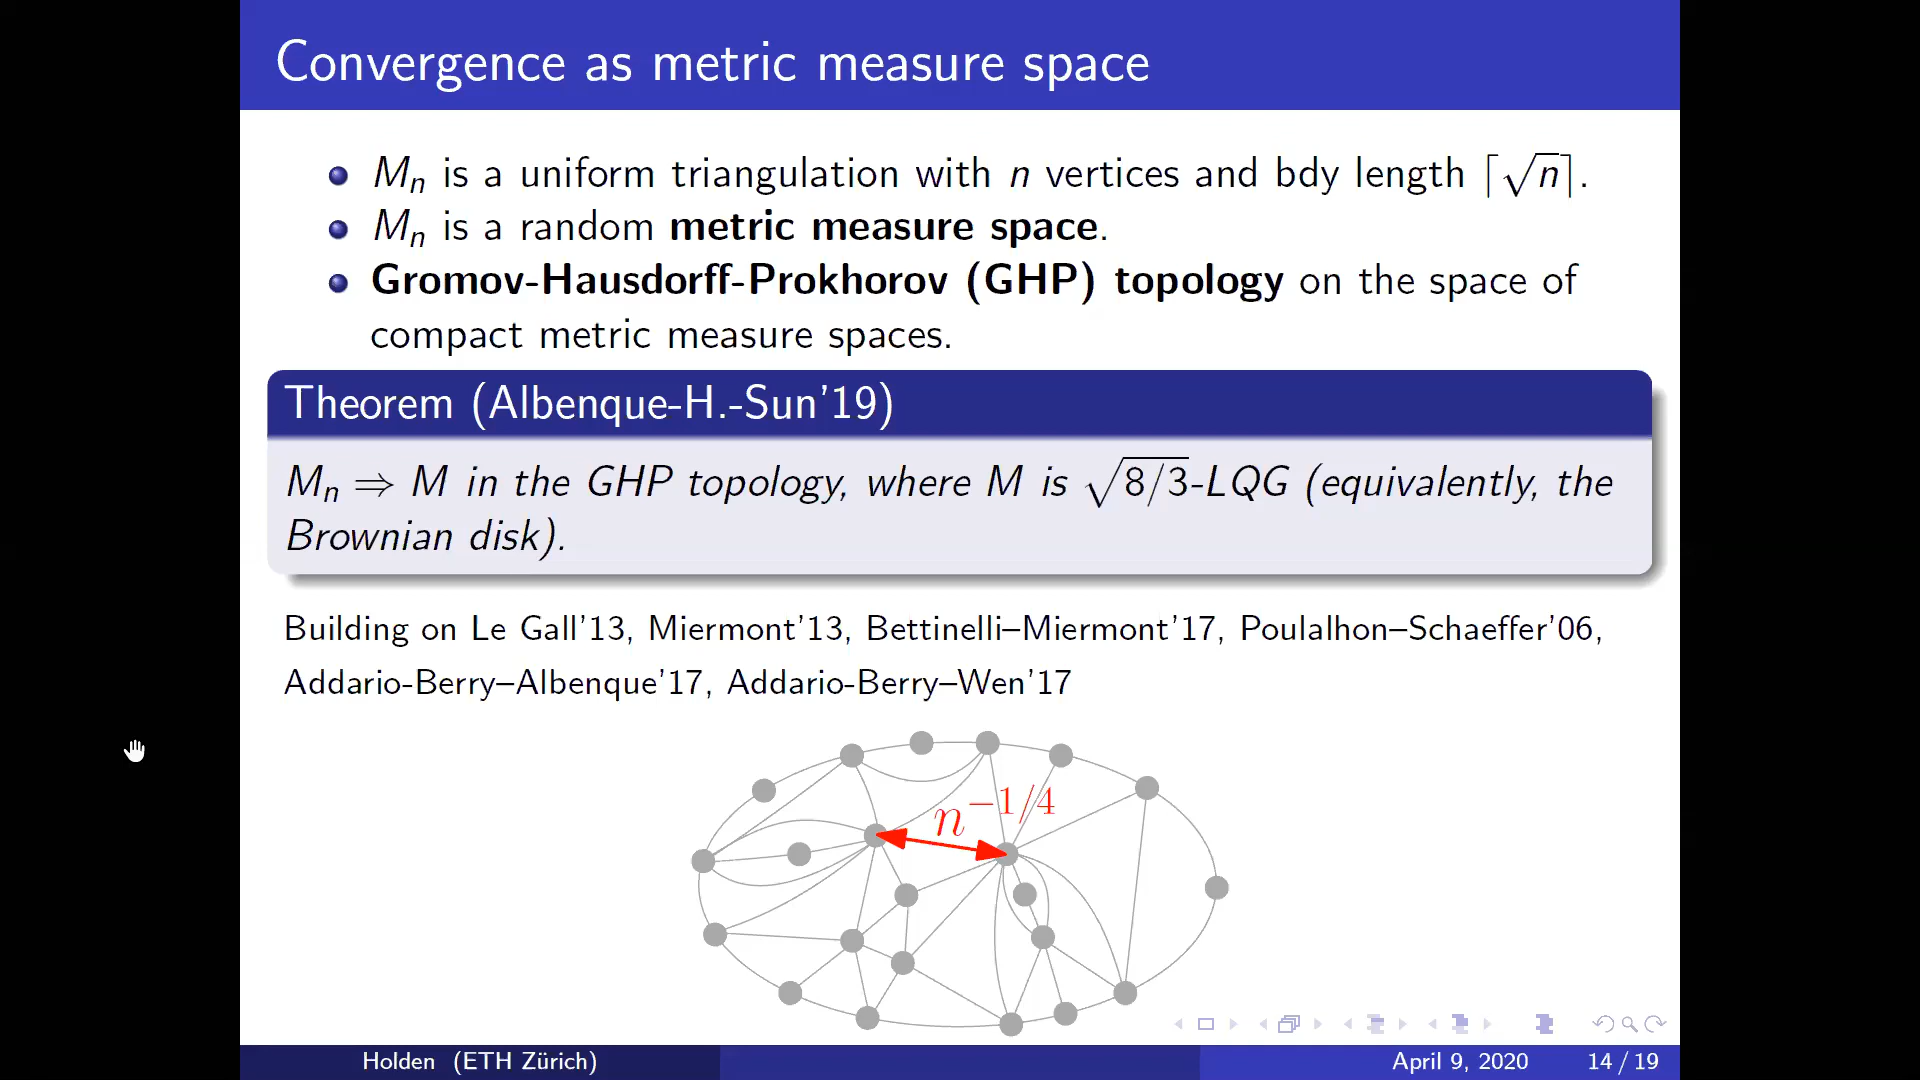 Convergence as metric measure space
M_n is a uniform triangulation with n vertices and bdy length ⌈√n⌉.
M_n is a random metric measure space.
Gromov-Hausdorff-Prokhorov (GHP) topology on the space of
compact metric measure spaces.
Theorem (Albenque-H.-Sun'19)
M_n ⇒ M in the GHP topology, where M is √8/3-LQG (equivalently, the
Brownian disk).
Building on Le Gall'13, Miermont'13, Bettinelli–Miermont'17, Poulalhon–Schaeffer'06,
Addario-Berry–Albenque'17, Addario-Berry–Wen'17
n^{-1/4}
Holden (ETH Zürich) April 9, 2020 14 / 19